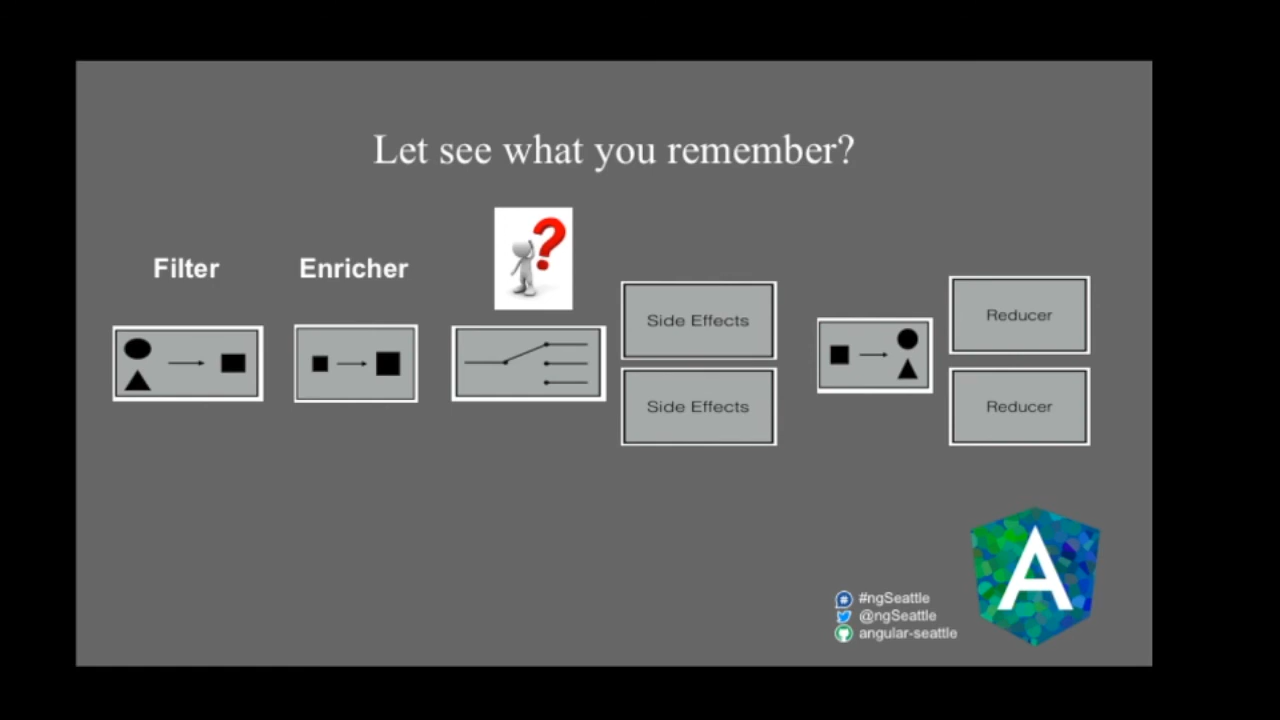 Let see what you remember?
Filter
Enricher
Side Effects
Side Effects
Reducer
Reducer
#ngSeattle
@ngSeattle
angular-seattle
A